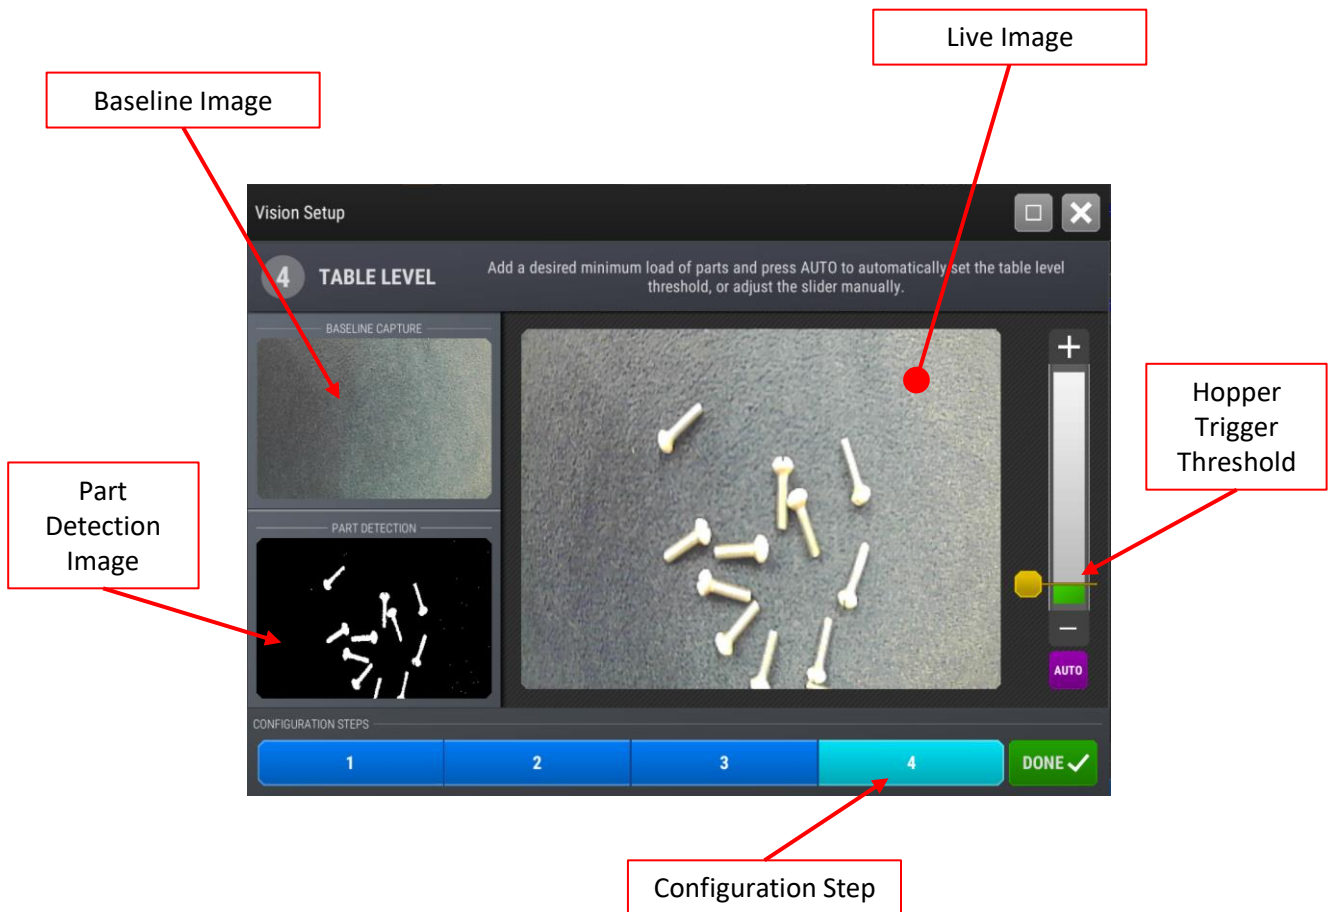 Live Image
Baseline Image
Vision Setup
4 TABLE LEVEL
Add a desired minimum load of parts and press AUTO to automatically set the table level
threshold, or adjust the slider manually.
BASELINE CAPTURE
+
Hopper
Trigger
Threshold
Part
Detection
Image
PART DETECTION
−
AUTO
CONFIGURATION STEPS
1 2 3 4 DONE
Configuration Step